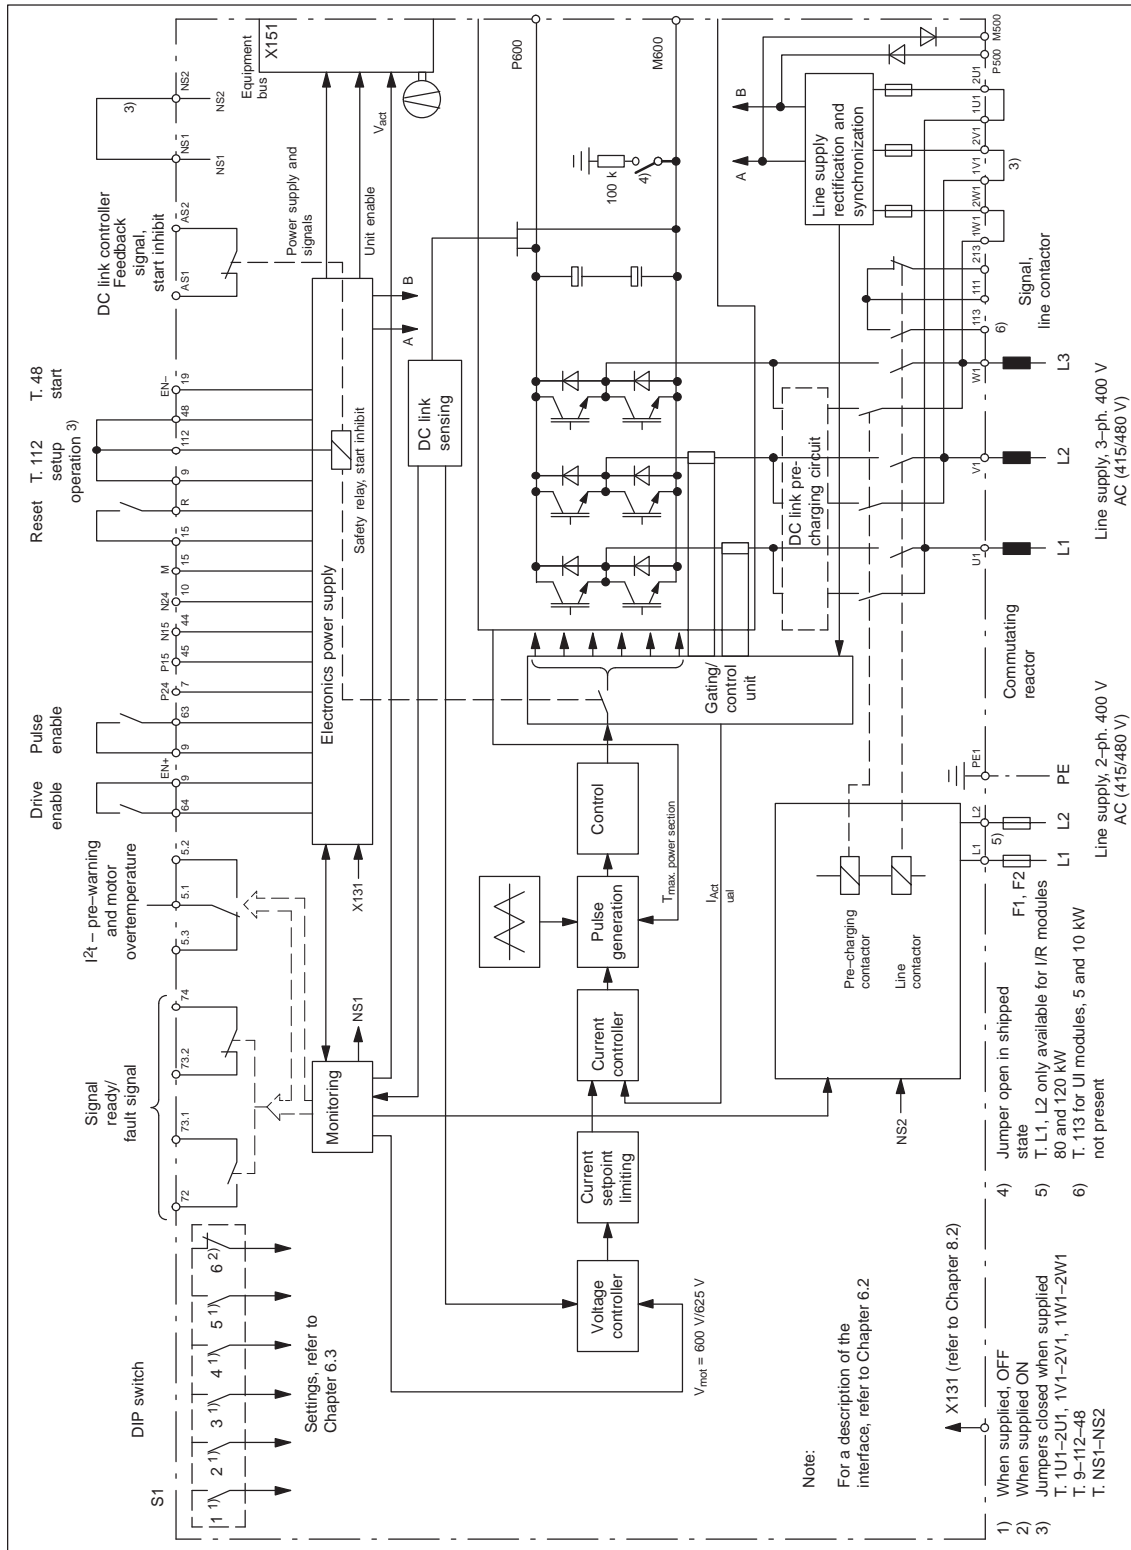 S1
DIP switch
1 1)
2 1)
3 1)
4 1)
5 1)
6 2)
Settings, refer to
Chapter 6.3
Signal
ready/
fault signal
72
73.1
73.2
74
I2t – pre–warning
and motor
overtemperature
5.3
5.1
5.2
Drive
enable
64
9
EN+
Pulse
enable
9
63
P24
7
P15
45
N15
44
N24
10
M
15
Reset
15
R
T. 112
setup
operation 3)
9
112
48
T. 48
start
EN–
19
DC link controller
Feedback
signal,
start inhibit
AS1
AS2
NS1
NS1
3)
NS2
NS2
Monitoring
NS1
X131
Electronics power supply
Safety relay, start inhibit
Power supply and
signals
Unit enable
Vact
Equipment
bus
X151
A
B
DC link
sensing
P600
M600
100 k
4)
A
B
Voltage
controller
Vmot = 600 V/625 V
Current
setpoint
limiting
Current
controller
Pulse
generation
Control
Tmax. power section
IAct
ual
Gating/
control
unit
DC link pre-
charging circuit
Line supply
rectification and
synchronization
NS2
Pre–charging
contactor
Line
contactor
Note:
For a description of the
interface, refer to Chapter 6.2
X131 (refer to Chapter 8.2)
L1
L2
5)
F1, F2
L1
L2
PE1
PE
Line supply, 2–ph. 400 V
AC (415/480 V)
Commutating
reactor
U1
L1
V1
L2
W1
L3
Line supply, 3–ph. 400 V
AC (415/480 V)
113
6)
111
213
Signal,
line contactor
1W1
2W1
1V1
3)
2V1
1U1
2U1
P500
M500
1) When supplied, OFF
2) When supplied ON
3) Jumpers closed when supplied
T. 1U1–2U1, 1V1–2V1, 1W1–2W1
T. 9–112–48
T. NS1–NS2
4) Jumper open in shipped
state
5) T. L1, L2 only available for I/R modules
80 and 120 kW
6) T. 113 for UI modules, 5 and 10 kW
not present